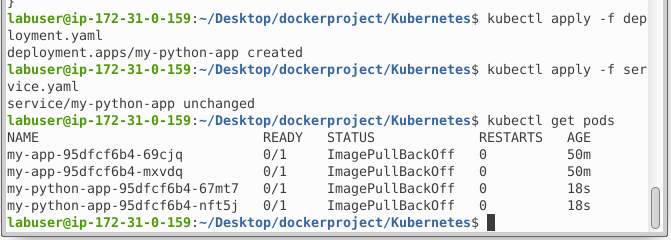 }
labuser@ip-172-31-0-159:~/Desktop/dockerproject/Kubernetes$ kubectl apply -f dep
loyment.yaml
deployment.apps/my-python-app created
labuser@ip-172-31-0-159:~/Desktop/dockerproject/Kubernetes$ kubectl apply -f ser
vice.yaml
service/my-python-app unchanged
labuser@ip-172-31-0-159:~/Desktop/dockerproject/Kubernetes$ kubectl get pods
NAME READY STATUS RESTARTS AGE
my-app-95dfcf6b4-69cjq 0/1 ImagePullBackOff 0 50m
my-app-95dfcf6b4-mxvdq 0/1 ImagePullBackOff 0 50m
my-python-app-95dfcf6b4-67mt7 0/1 ImagePullBackOff 0 18s
my-python-app-95dfcf6b4-nft5j 0/1 ImagePullBackOff 0 18s
labuser@ip-172-31-0-159:~/Desktop/dockerproject/Kubernetes$